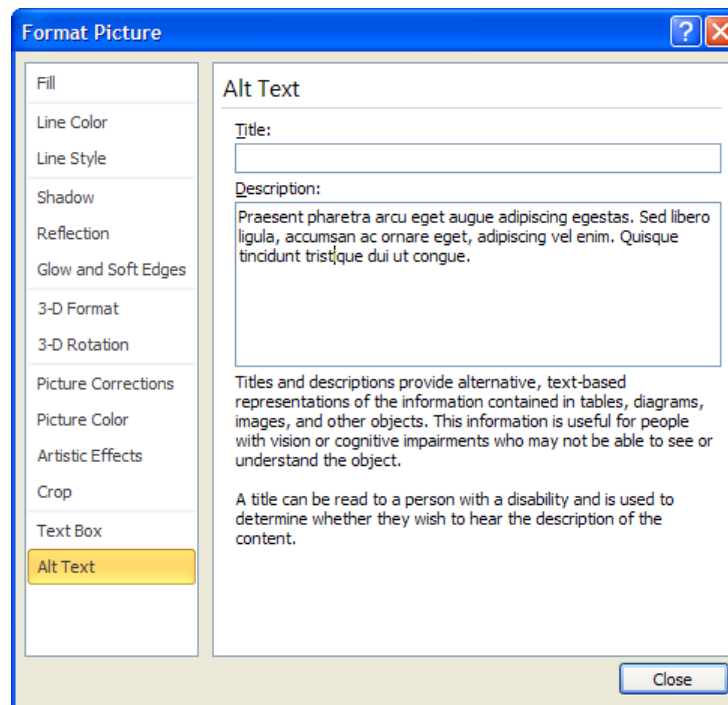 Format Picture
Fill
Line Color
Line Style
Shadow
Reflection
Glow and Soft Edges
3-D Format
3-D Rotation
Picture Corrections
Picture Color
Artistic Effects
Crop
Text Box
Alt Text
Alt Text
Title:
Description:
Praesent pharetra arcu eget augue adipiscing egestas. Sed libero
ligula, accumsan ac ornare eget, adipiscing vel enim. Quisque
tincidunt tristique dui ut congue.
Titles and descriptions provide alternative, text-based
representations of the information contained in tables, diagrams,
images, and other objects. This information is useful for people
with vision or cognitive impairments who may not be able to see or
understand the object.
A title can be read to a person with a disability and is used to
determine whether they wish to hear the description of the
content.
Close